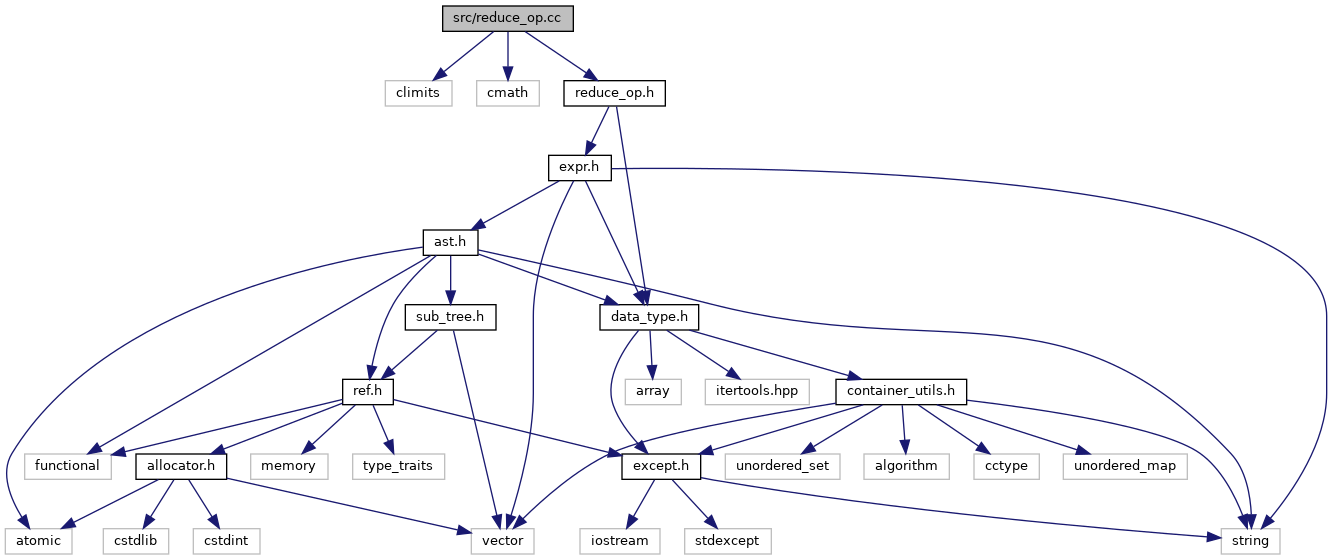 src/reduce_op.cc
climits
cmath
reduce_op.h
expr.h
ast.h
sub_tree.h
data_type.h
ref.h
array
itertools.hpp
container_utils.h
functional
allocator.h
memory
type_traits
except.h
unordered_set
algorithm
cctype
unordered_map
atomic
cstdlib
cstdint
vector
iostream
stdexcept
string